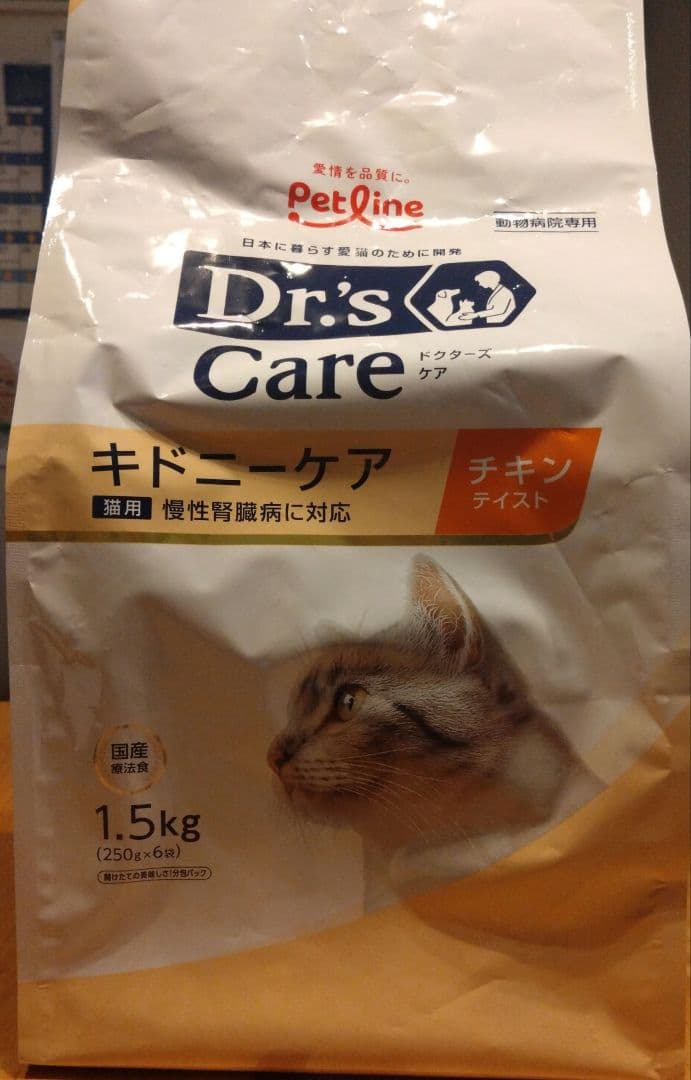 愛情を品質に。
Petline
動物病院専用
日本に暮らす愛猫のために開発
Dr.'s
Care
ドクターズ
ケア
キドニーケア
チキン
テイスト
猫用 慢性腎臓病に対応
国産
療法食
1.5kg
(250g×6袋)
開けたての美味しさ!分包パック